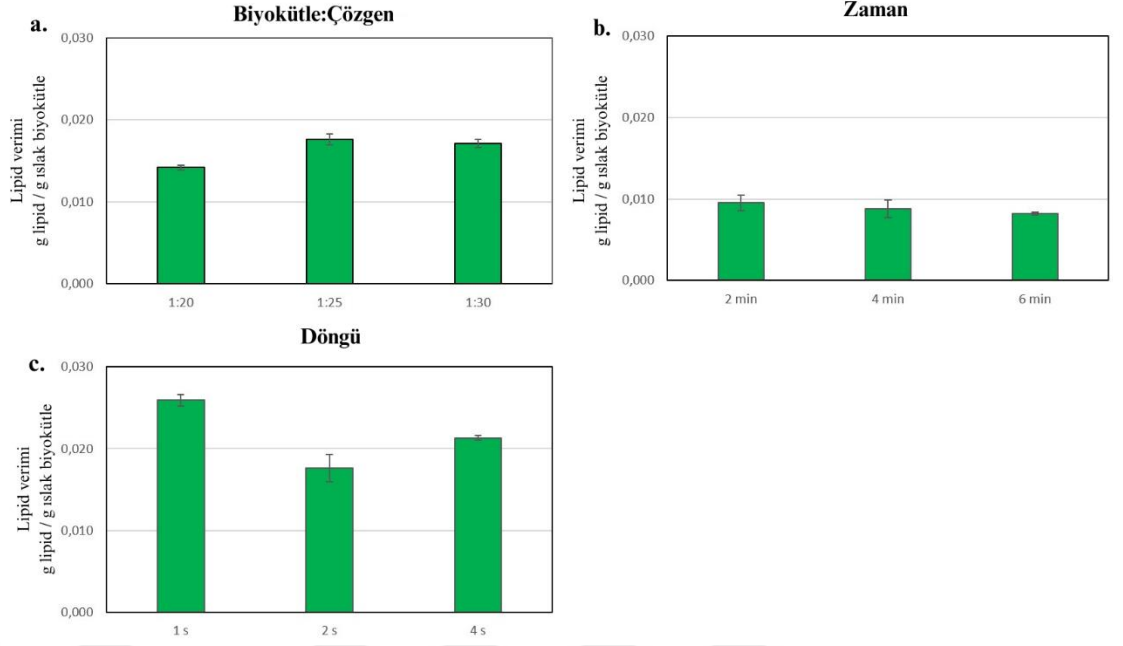 a.
Biyokütle:Çözgen
Lipid verimi
g lipid / g ıslak biyokütle
0,030
0,020
0,010
0,000
1:20
1:25
1:30
b.
Zaman
Lipid verimi
g lipid / g ıslak biyokütle
0,030
0,020
0,010
0,000
2 min
4 min
6 min
c.
Döngü
Lipid verimi
g lipid / g ıslak biyokütle
0,030
0,020
0,010
0,000
1 s
2 s
4 s